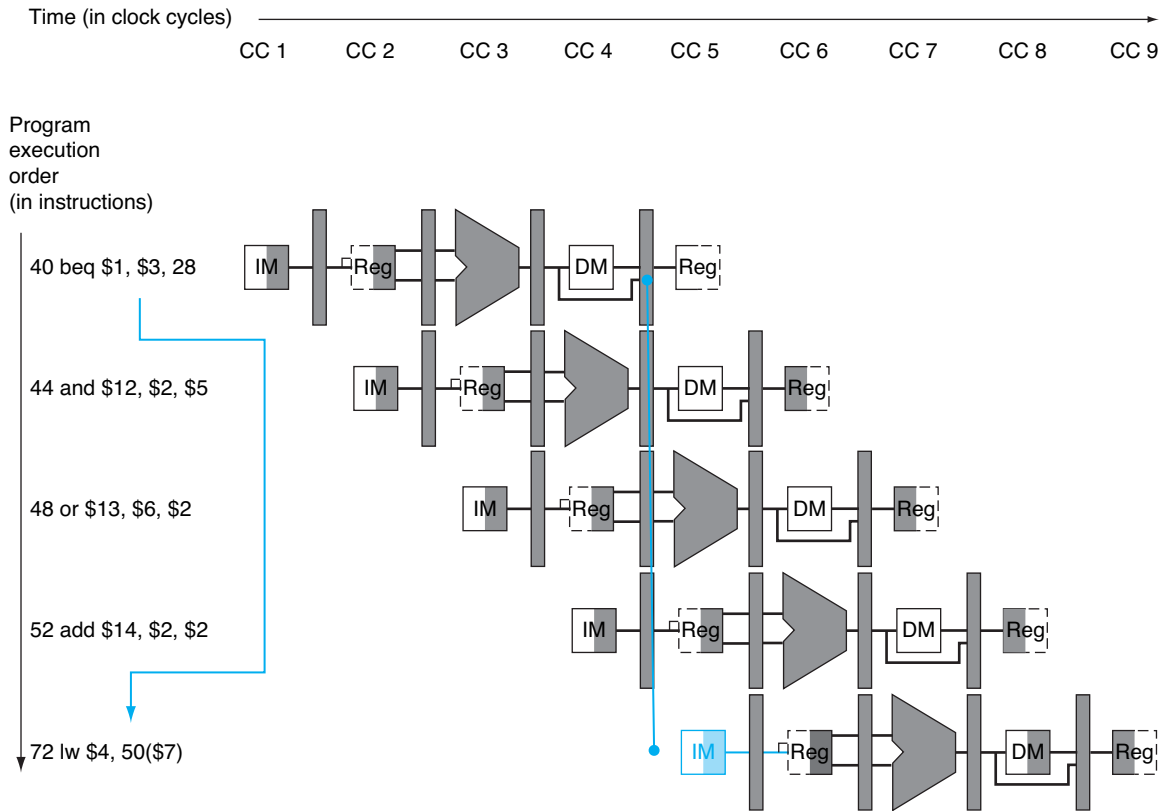 Time (in clock cycles)
CC 1 CC 2 CC 3 CC 4 CC 5 CC 6 CC 7 CC 8 CC 9
Program
execution
order
(in instructions)
40 beq $1, $3, 28
IM Reg DM Reg
44 and $12, $2, $5
IM Reg DM Reg
48 or $13, $6, $2
IM Reg DM Reg
52 add $14, $2, $2
IM Reg DM Reg
72 lw $4, 50($7)
IM Reg DM Reg